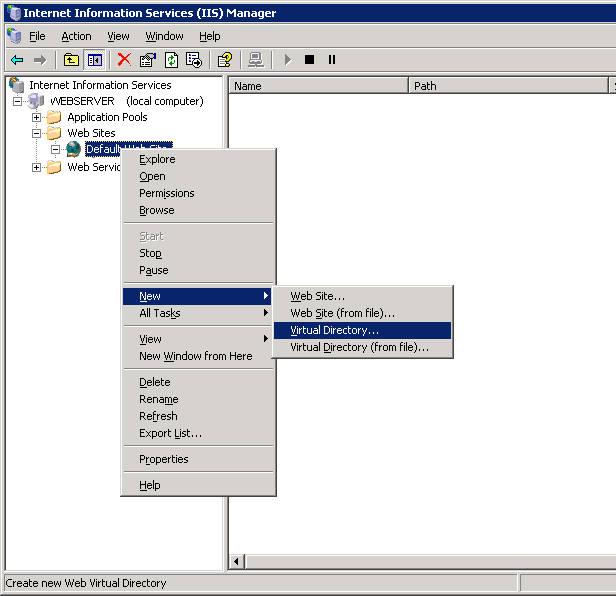 Internet Information Services (IIS) Manager
File Action View Window Help
Internet Information Services
WEBSERVER (local computer)
Application Pools
Web Sites
Default Web Site
Web Servic
Name Path
Explore
Open
Permissions
Browse
Start
Stop
Pause
New
All Tasks
View
New Window from Here
Delete
Rename
Refresh
Export List...
Properties
Help
Web Site...
Web Site (from file)...
Virtual Directory...
Virtual Directory (from file)...
Create new Web Virtual Directory